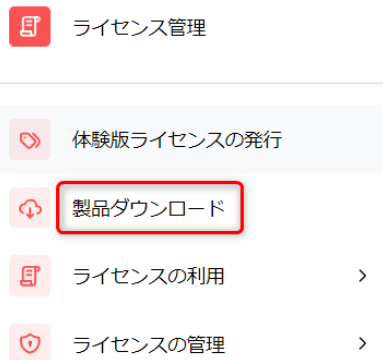 ライセンス管理
体験版ライセンスの発行
製品ダウンロード
ライセンスの利用
ライセンスの管理